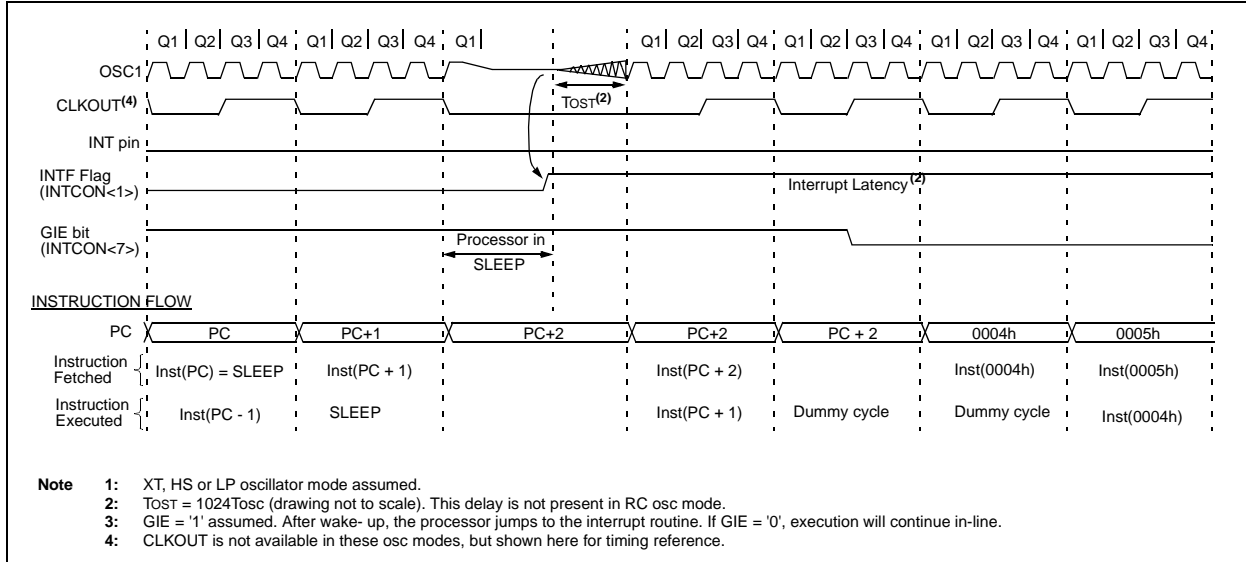 Q1 Q2 Q3 Q4 Q1 Q2 Q3 Q4 Q1 Q1 Q2 Q3 Q4 Q1 Q2 Q3 Q4 Q1 Q2 Q3 Q4 Q1 Q2 Q3 Q4
OSC1
TOST(2)
CLKOUT(4)
INT pin
INTF Flag
(INTCON<1>)
Interrupt Latency(2)
GIE bit
(INTCON<7>)
Processor in
SLEEP
INSTRUCTION FLOW
PC PC PC+1 PC+2 PC+2 PC + 2 0004h 0005h
Instruction
Fetched
Inst(PC) = SLEEP Inst(PC + 1) Inst(PC + 2) Inst(0004h) Inst(0005h)
Instruction
Executed
Inst(PC - 1) SLEEP Inst(PC + 1) Dummy cycle Dummy cycle Inst(0004h)
Note 1: XT, HS or LP oscillator mode assumed.
2: TOST = 1024Tosc (drawing not to scale). This delay is not present in RC osc mode.
3: GIE = '1' assumed. After wake- up, the processor jumps to the interrupt routine. If GIE = '0', execution will continue in-line.
4: CLKOUT is not available in these osc modes, but shown here for timing reference.